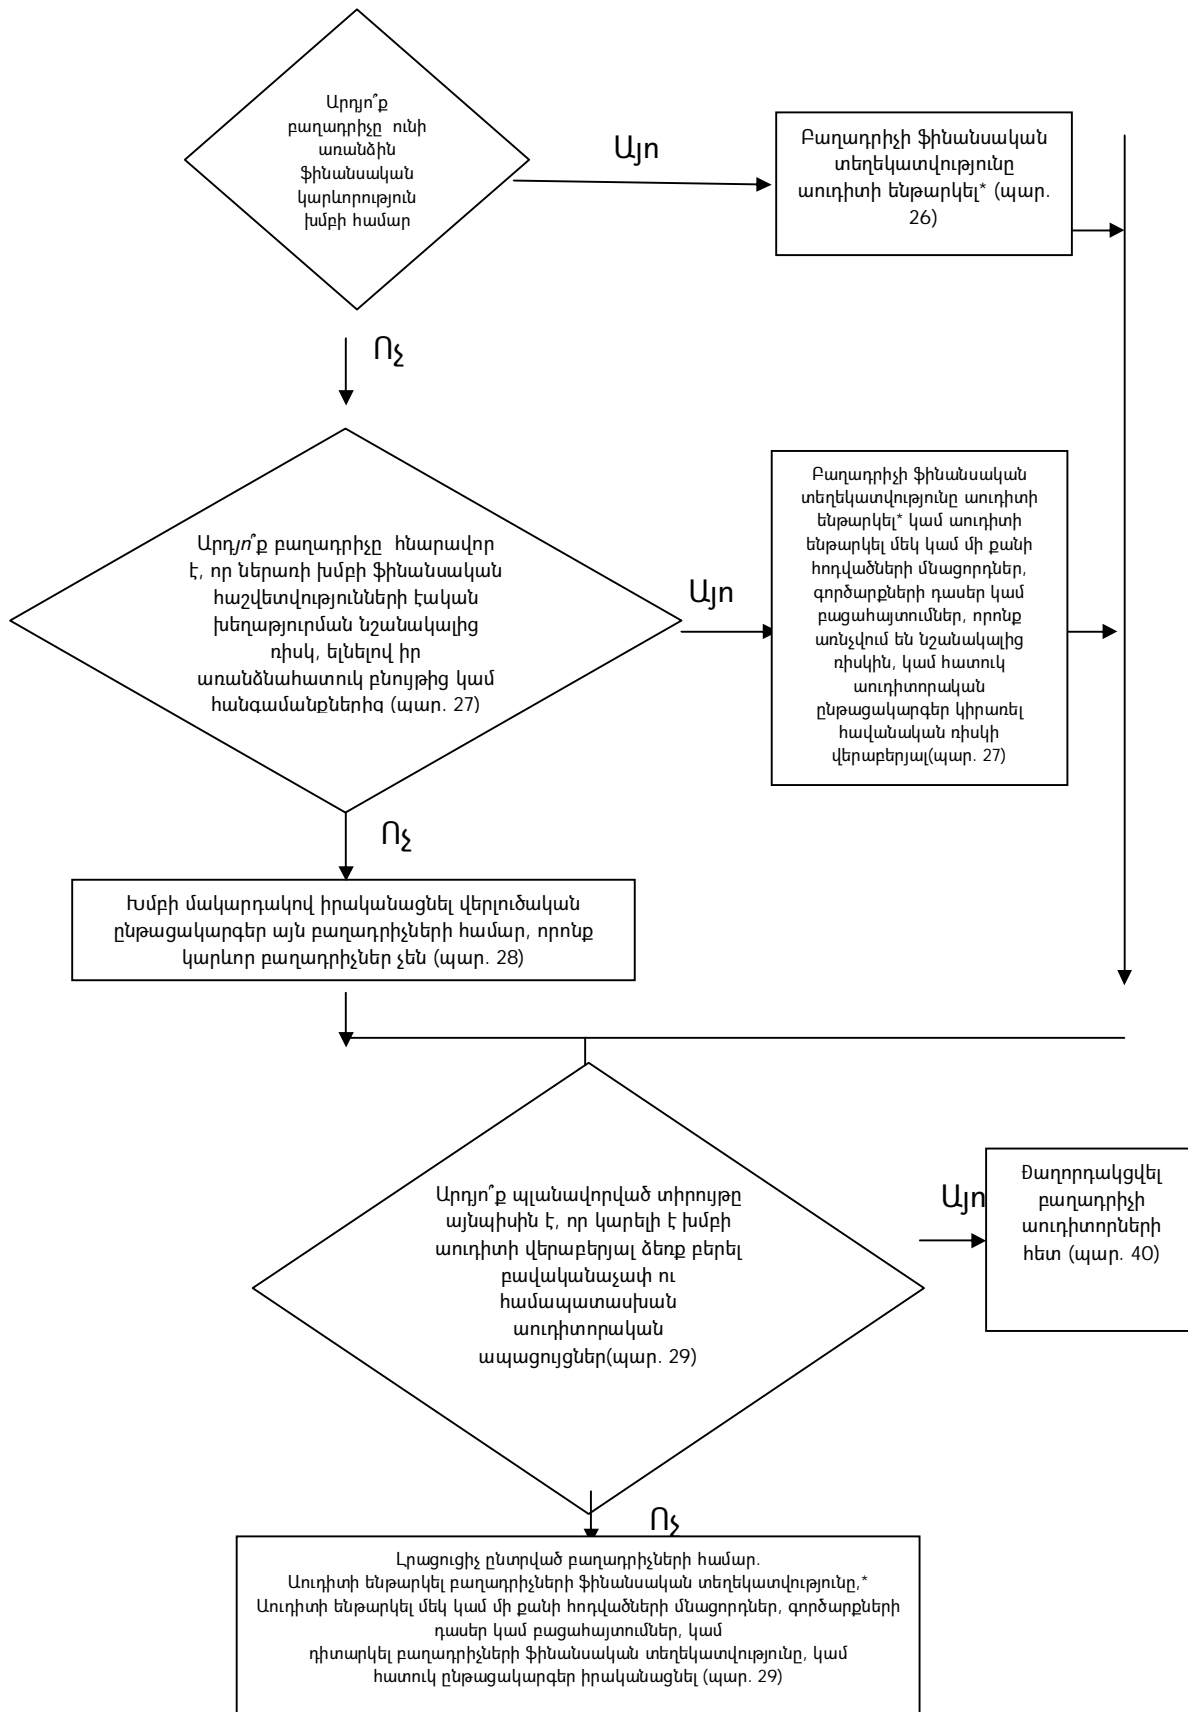 Արդյո՞ք
բաղադրիչը ունի
առանձին
ֆինանսական
կարևորություն
խմբի համար
Այո
Բաղադրիչի ֆինանսական
տեղեկատվությունը
աուդիտի ենթարկել* (պար.
26)
Ոչ
Արդյո՞ք բաղադրիչը հնարավոր
է, որ ներառի խմբի ֆինանսական
հաշվետվությունների էական
խեղաթյուրման նշանակալից
ռիսկ, ելնելով իր
առանձնահատուկ բնույթից կամ
հանգամանքներից (պար. 27)
Այո
Բաղադրիչի ֆինանսական
տեղեկատվությունը աուդիտի
ենթարկել* կամ աուդիտի
ենթարկել մեկ կամ մի քանի
հոդվածների մնացորդներ,
գործարքների դասեր կամ
բացահայտումներ, որոնք
առնչվում են նշանակալից
ռիսկին, կամ հատուկ
աուդիտորական
ընթացակարգեր կիրառել
հավանական ռիսկի
վերաբերյալ(պար. 27)
Ոչ
Խմբի մակարդակով իրականացնել վերլուծական
ընթացակարգեր այն բաղադրիչների համար, որոնք
կարևոր բաղադրիչներ չեն (պար. 28)
Արդյո՞ք պլանավորված տիրույթը
այնպիսին է, որ կարելի է խմբի
աուդիտի վերաբերյալ ձեռք բերել
բավականաչափ ու
համապատասխան
աուդիտորական
ապացույցներ(պար. 29)
Այո
Ðաղորդակցվել
բաղադրիչի
աուդիտորների
հետ (պար. 40)
Ոչ
Լրացուցիչ ընտրված բաղադրիչների համար.
Աուդիտի ենթարկել բաղադրիչների ֆինանսական տեղեկատվությունը,*
Աուդիտի ենթարկել մեկ կամ մի քանի հոդվածների մնացորդներ, գործարքների
դասեր կամ բացահայտումներ, կամ
դիտարկել բաղադրիչների ֆինանսական տեղեկատվությունը, կամ
հատուկ ընթացակարգեր իրականացնել (պար. 29)